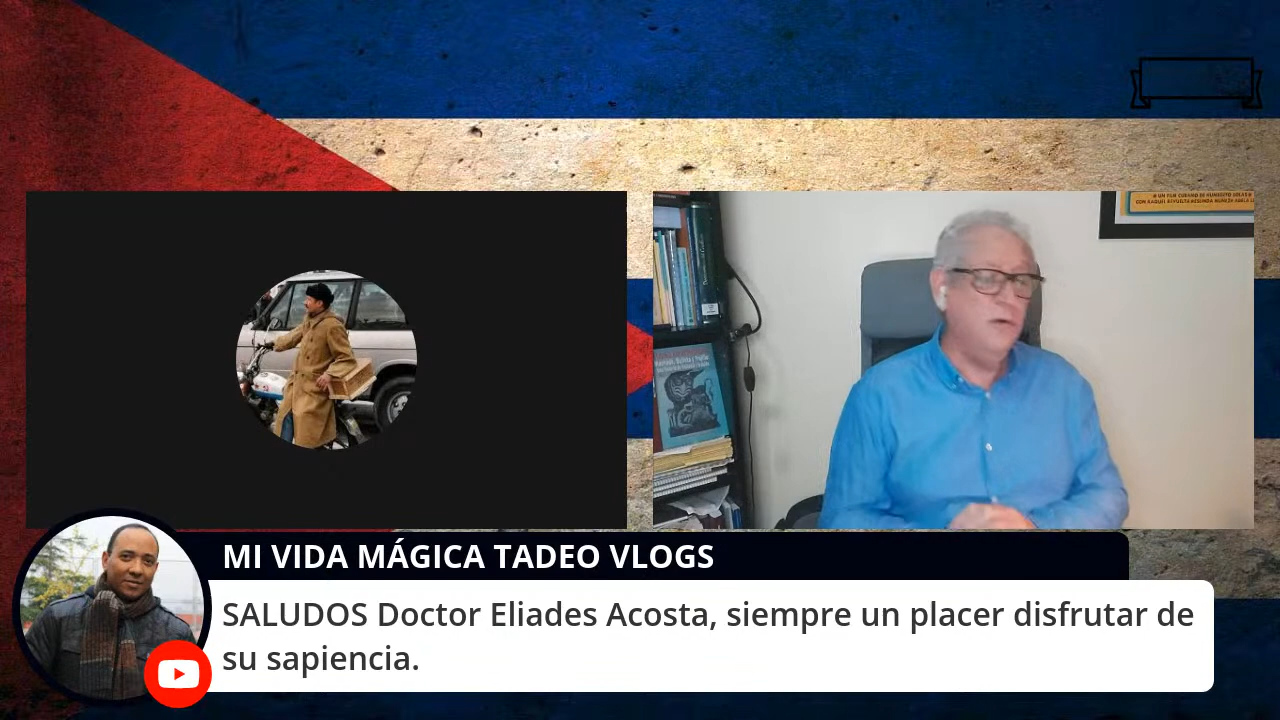 MI VIDA MÁGICA TADEO VLOGS
SALUDOS Doctor Eliades Acosta, siempre un placer disfrutar de
su sapiencia.